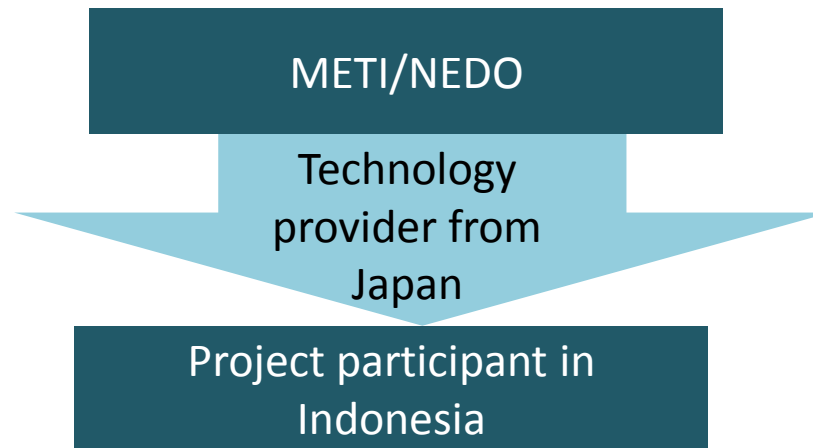 METI/NEDO
Technology
provider from
Japan
Project participant in
Indonesia